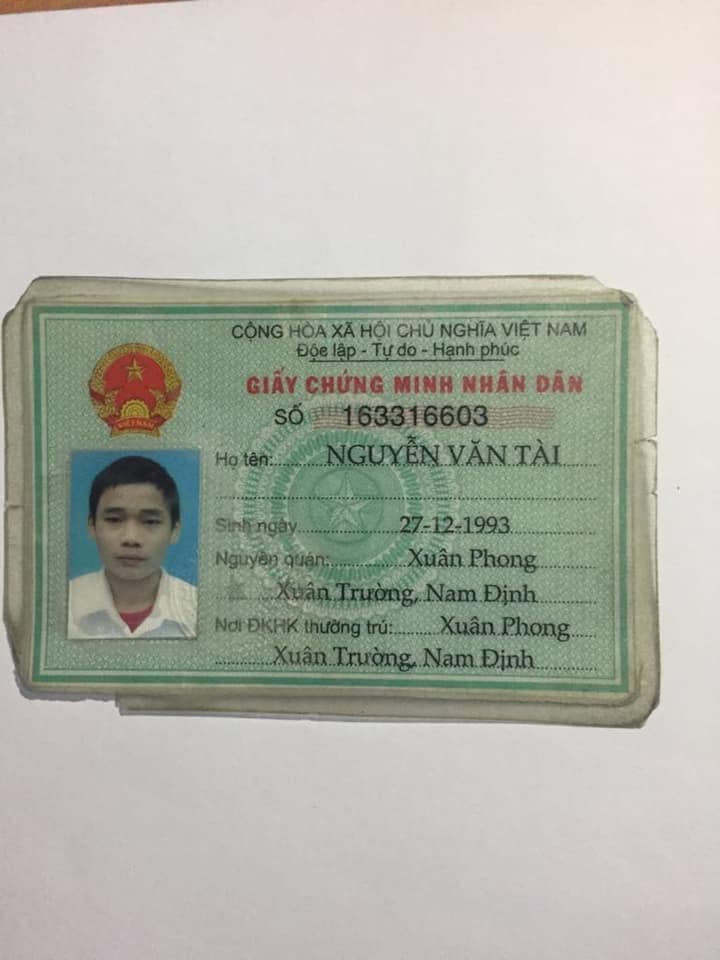 CỘNG HÒA XÃ HỘI CHỦ NGHĨA VIỆT NAM
Độc lập - Tự do - Hạnh phúc
GIẤY CHỨNG MINH NHÂN DÂN
SỐ 163316603
Họ tên: NGUYỄN VĂN TÀI
Sinh ngày 27-12-1993
Nguyên quán: Xuân Phong
Xuân Trường, Nam Định
Nơi ĐKHK thường trú: Xuân Phong
Xuân Trường, Nam Định
VIỆT NAM